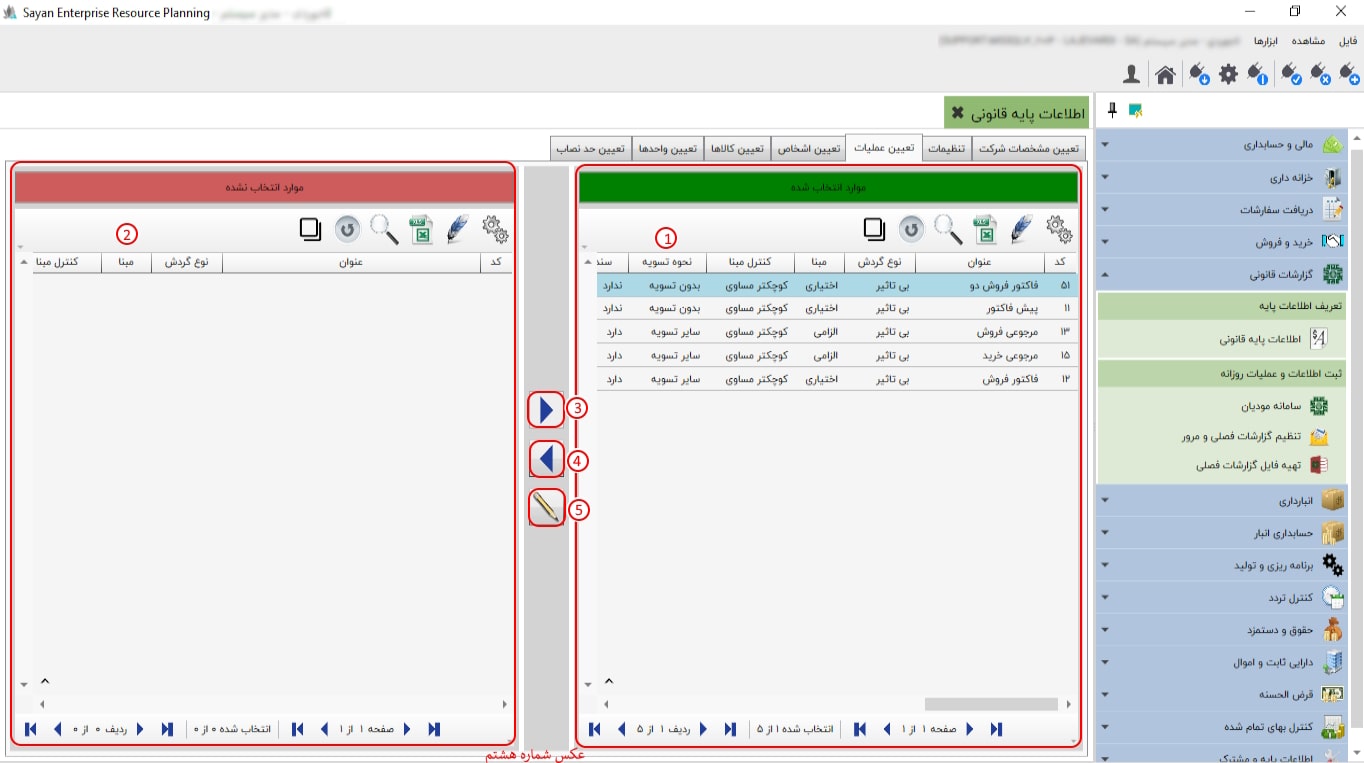 Sayan Enterprise Resource Planning
فایل مشاهده ابزارها
اطلاعات پایه قانونی
تعیین مشخصات شرکت
تنظیمات
تعیین عملیات
تعیین اشخاص
تعیین کالاها
تعیین واحدها
تعیین حد نصاب
موارد انتخاب شده
1
کد عنوان نوع گردش مبنا کنترل مبنا نحوه تسویه سند
۵۱ فاکتور فروش دو بی تاثیر اختیاری کوچکتر مساوی بدون تسویه ندارد
۱۱ پیش فاکتور بی تاثیر اختیاری کوچکتر مساوی بدون تسویه ندارد
۱۳ مرجوعی فروش بی تاثیر الزامی کوچکتر مساوی سایر تسویه دارد
۱۵ مرجوعی خرید بی تاثیر الزامی کوچکتر مساوی سایر تسویه دارد
۱۲ فاکتور فروش بی تاثیر اختیاری کوچکتر مساوی سایر تسویه دارد
صفحه ۱ از ۱
انتخاب شده ۱ از ۵
ردیف ۱ از ۵
3
4
5
موارد انتخاب نشده
2
کد عنوان نوع گردش مبنا کنترل مبنا
صفحه ۱ از ۱
انتخاب شده ۰ از ۰
ردیف ۰ از ۰
عکس شماره هشتم
مالی و حسابداری
خزانه داری
دریافت سفارشات
خرید و فروش
گزارشات قانونی
تعریف اطلاعات پایه
اطلاعات پایه قانونی
ثبت اطلاعات و عملیات روزانه
سامانه مودیان
تنظیم گزارشات فصلی و مرور
تهیه فایل گزارشات فصلی
انبارداری
حسابداری انبار
برنامه ریزی و تولید
کنترل تردد
حقوق و دستمزد
دارایی ثابت و اموال
قرض الحسنه
کنترل بهای تمام شده
اطلاعات پایه و مشترک